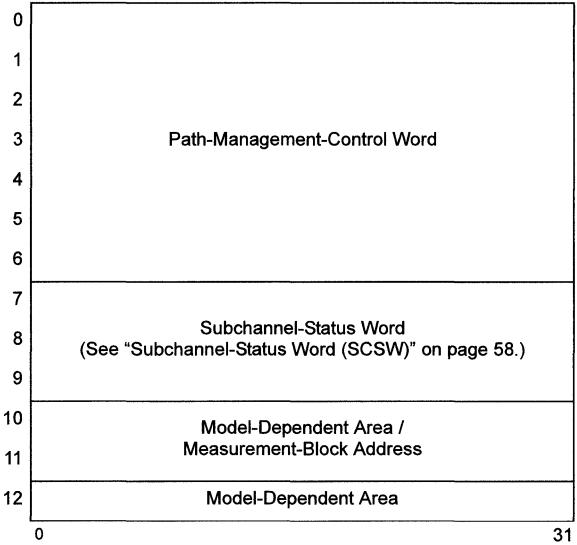 0
1
2
3 Path-Management-Control Word
4
5
6
7
Subchannel-Status Word
8
(See “Subchannel-Status Word (SCSW)” on page 58.)
9
10
Model-Dependent Area /
Measurement-Block Address
11
12 Model-Dependent Area
0 31